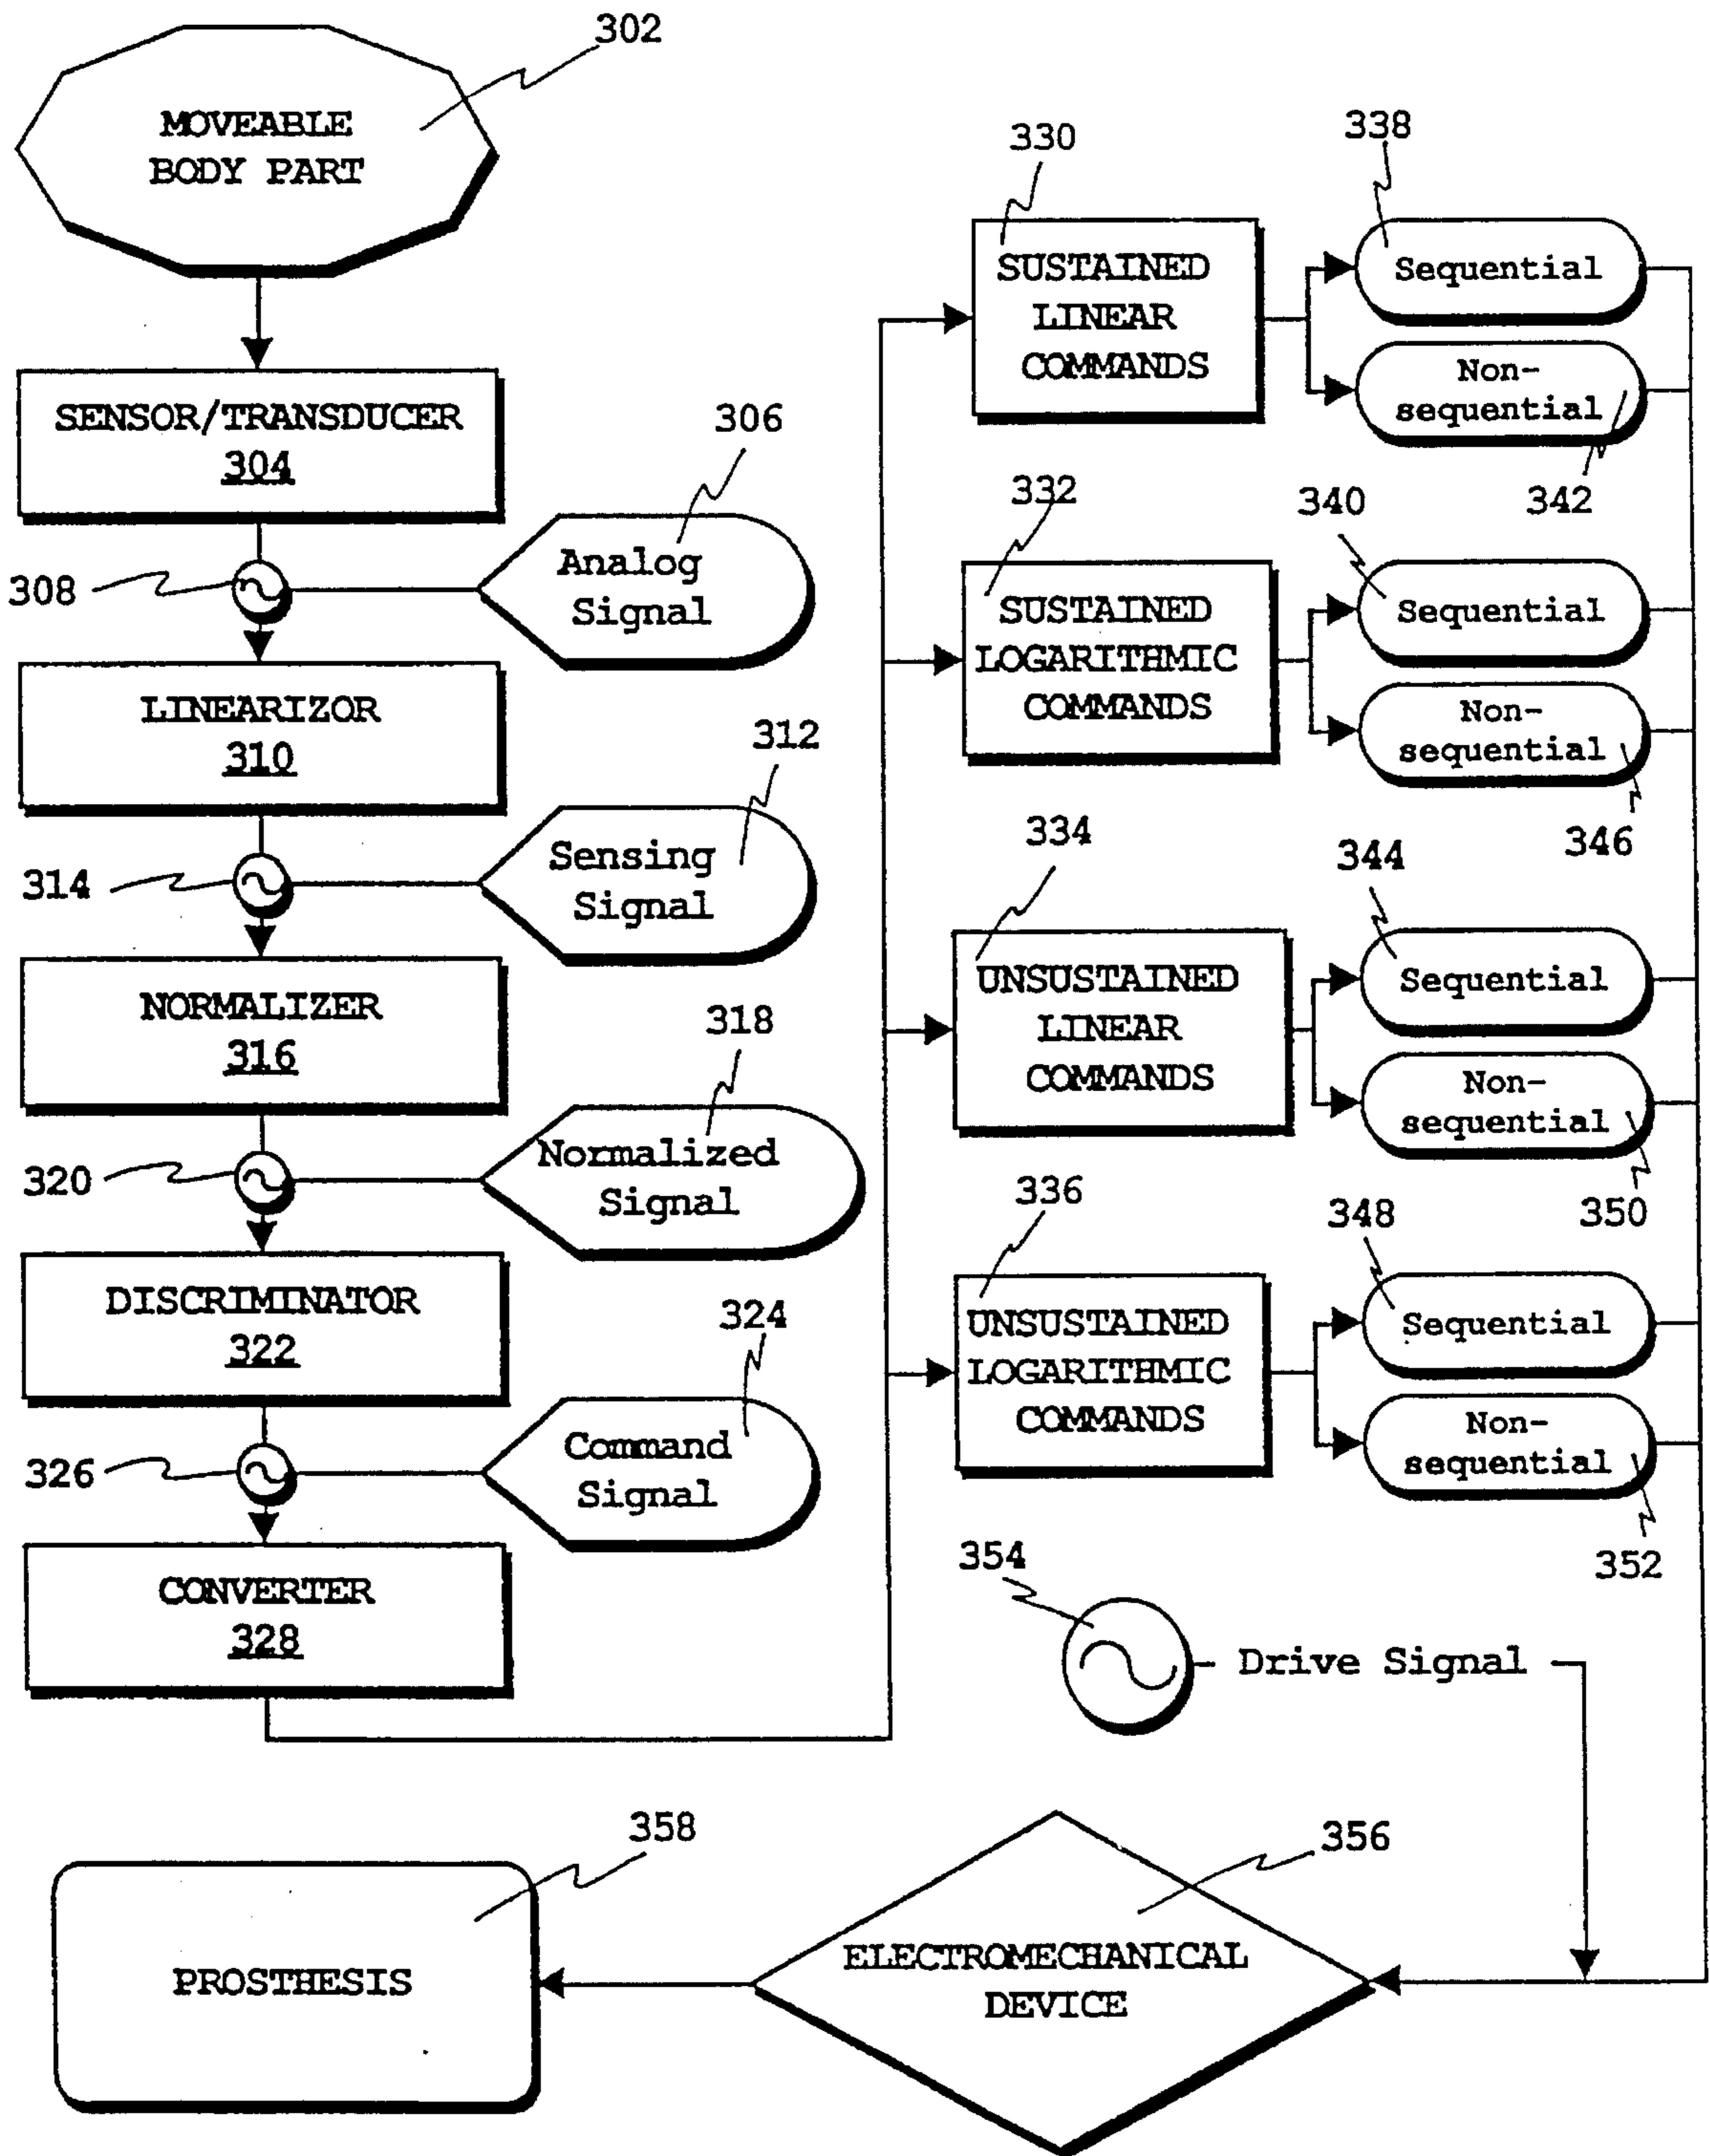 302
MOVEABLE
BODY PART
SENSOR/TRANSDUCER
304
306
308
Analog
Signal
LINEARIZOR
310
312
314
Sensing
Signal
NORMALIZER
316
318
320
Normalized
Signal
DISCRIMINATOR
322
324
326
Command
Signal
CONVERTER
328
330
338
SUSTAINED
LINEAR
COMMANDS
Sequential
Non-
sequential
342
332
340
SUSTAINED
LOGARITHMIC
COMMANDS
Sequential
Non-
sequential
346
334
344
UNSUSTAINED
LINEAR
COMMANDS
Sequential
Non-
sequential
350
336
348
UNSUSTAINED
LOGARITHMIC
COMMANDS
Sequential
Non-
sequential
352
354
Drive Signal
356
ELECTROMECHANICAL
DEVICE
358
PROSTHESIS